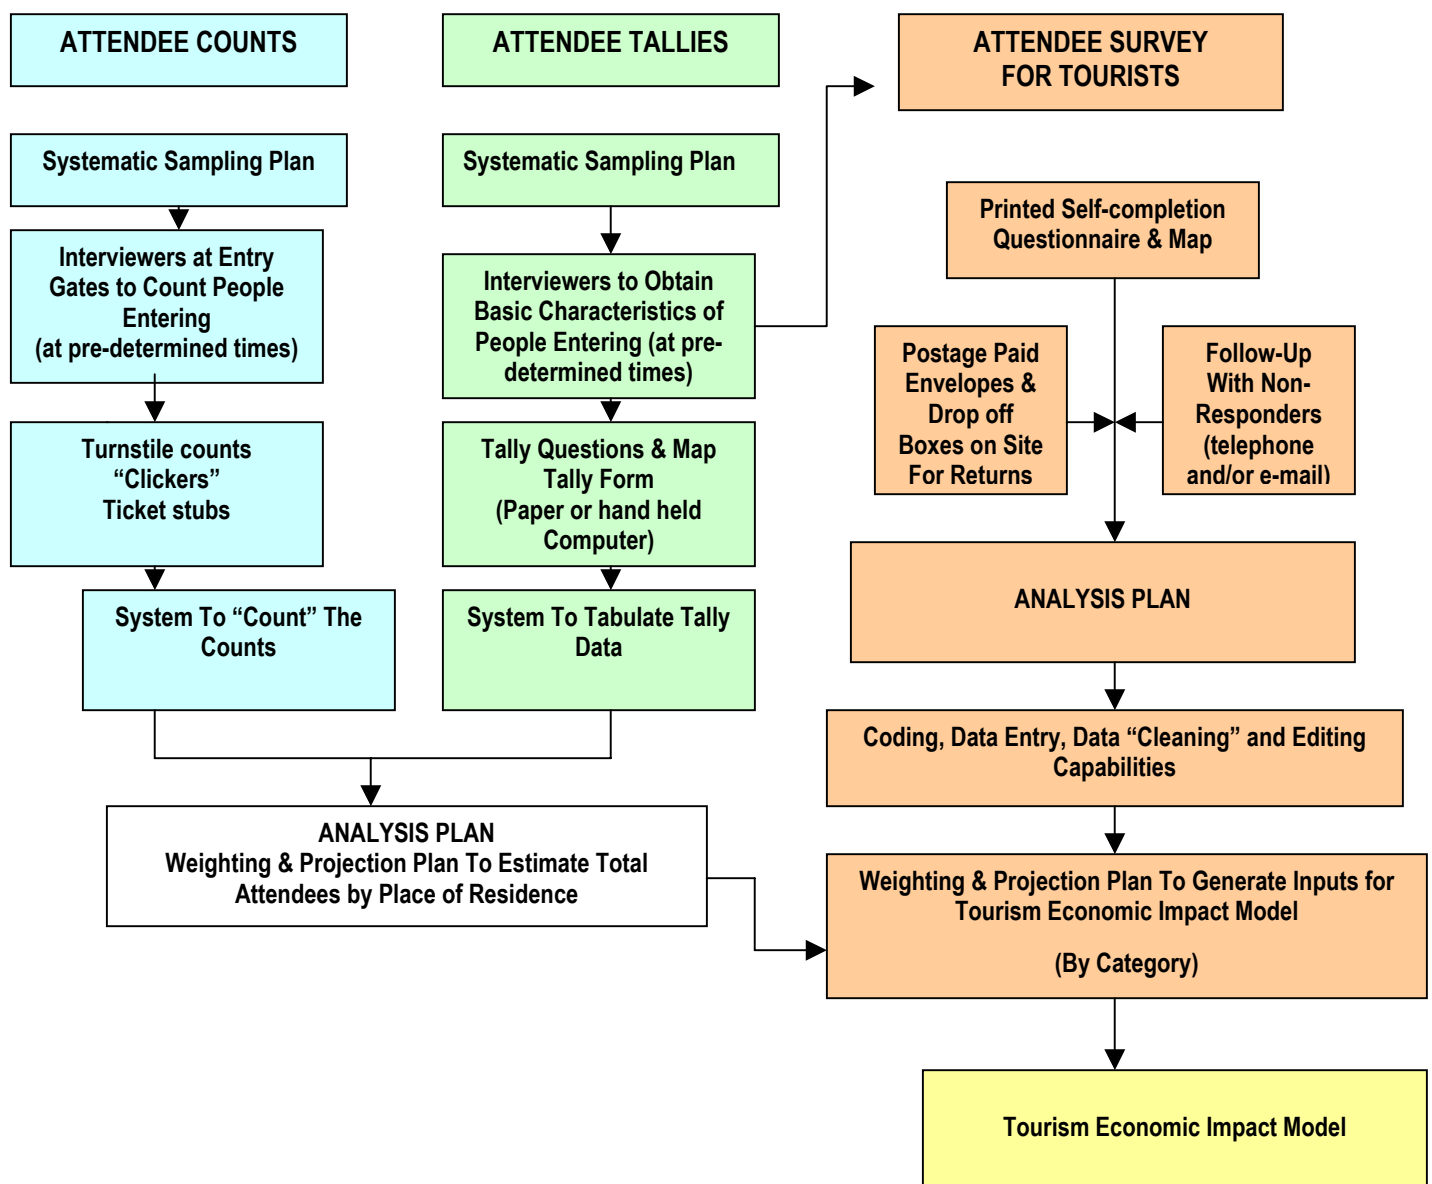 ATTENDEE COUNTS
Systematic Sampling Plan
Interviewers at Entry
Gates to Count People
Entering
(at pre-determined times)
Turnstile counts
“Clickers”
Ticket stubs
System To “Count” The
Counts
ATTENDEE TALLIES
Systematic Sampling Plan
Interviewers to Obtain
Basic Characteristics of
People Entering (at pre-
determined times)
Tally Questions & Map
Tally Form
(Paper or hand held
Computer)
System To Tabulate Tally
Data
ANALYSIS PLAN
Weighting & Projection Plan To Estimate Total
Attendees by Place of Residence
ATTENDEE SURVEY
FOR TOURISTS
Printed Self-completion
Questionnaire & Map
Postage Paid
Envelopes &
Drop off
Boxes on Site
For Returns
Follow-Up
With Non-
Responders
(telephone
and/or e-mail)
ANALYSIS PLAN
Coding, Data Entry, Data “Cleaning” and Editing
Capabilities
Weighting & Projection Plan To Generate Inputs for
Tourism Economic Impact Model
(By Category)
Tourism Economic Impact Model